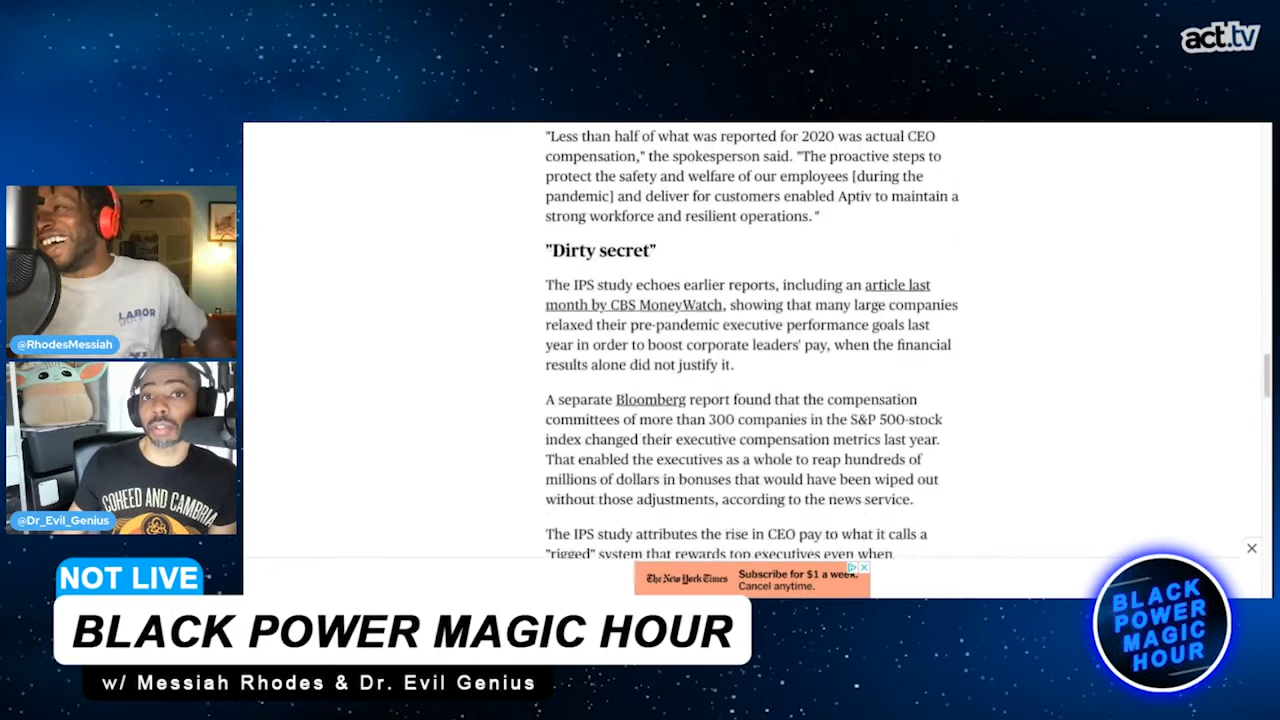 act.tv
"Less than half of what was reported for 2020 was actual CEO
compensation," the spokesperson said. "The proactive steps to
protect the safety and welfare of our employees [during the
pandemic] and deliver for customers enabled Aptiv to maintain a
strong workforce and resilient operations."
"Dirty secret"
The IPS study echoes earlier reports, including an article last
month by CBS MoneyWatch, showing that many large companies
relaxed their pre-pandemic executive performance goals last
year in order to boost corporate leaders' pay, when the financial
results alone did not justify it.
A separate Bloomberg report found that the compensation
committees of more than 300 companies in the S&P 500-stock
index changed their executive compensation metrics last year.
That enabled the executives as a whole to reap hundreds of
millions of dollars in bonuses that would have been wiped out
without those adjustments, according to the news service.
The IPS study attributes the rise in CEO pay to what it calls a
"rigged" system that rewards top executives even when
The New York Times
Subscribe for $1 a week.
Cancel anytime.
LABOR
@RhodesMessiah
COHEED AND CAMBRIA
@Dr_Evil_Genius
NOT LIVE
BLACK POWER MAGIC HOUR
w/ Messiah Rhodes & Dr. Evil Genius
BLACK
POWER
MAGIC
HOUR